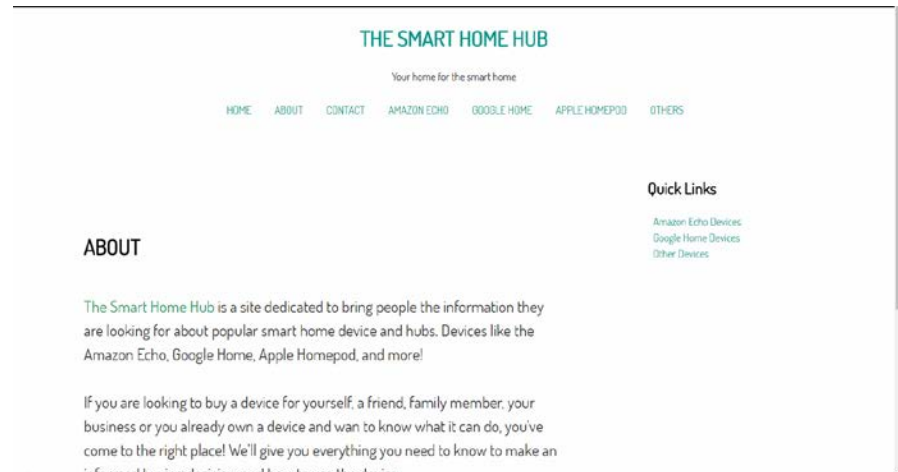 THE SMART HOME HUB
Your home for the smart home
HOME ABOUT CONTACT AMAZON ECHO GOOGLE HOME APPLE HOMEPOD OTHERS
Quick Links
Amazon Echo Devices
Google Home Devices
Other Devices
ABOUT
The Smart Home Hub is a site dedicated to bring people the information they
are looking for about popular smart home device and hubs. Devices like the
Amazon Echo, Google Home, Apple Homepod, and more!
If you are looking to buy a device for yourself, a friend, family member, your
business or you already own a device and wan to know what it can do, you've
come to the right place! We'll give you everything you need to know to make an